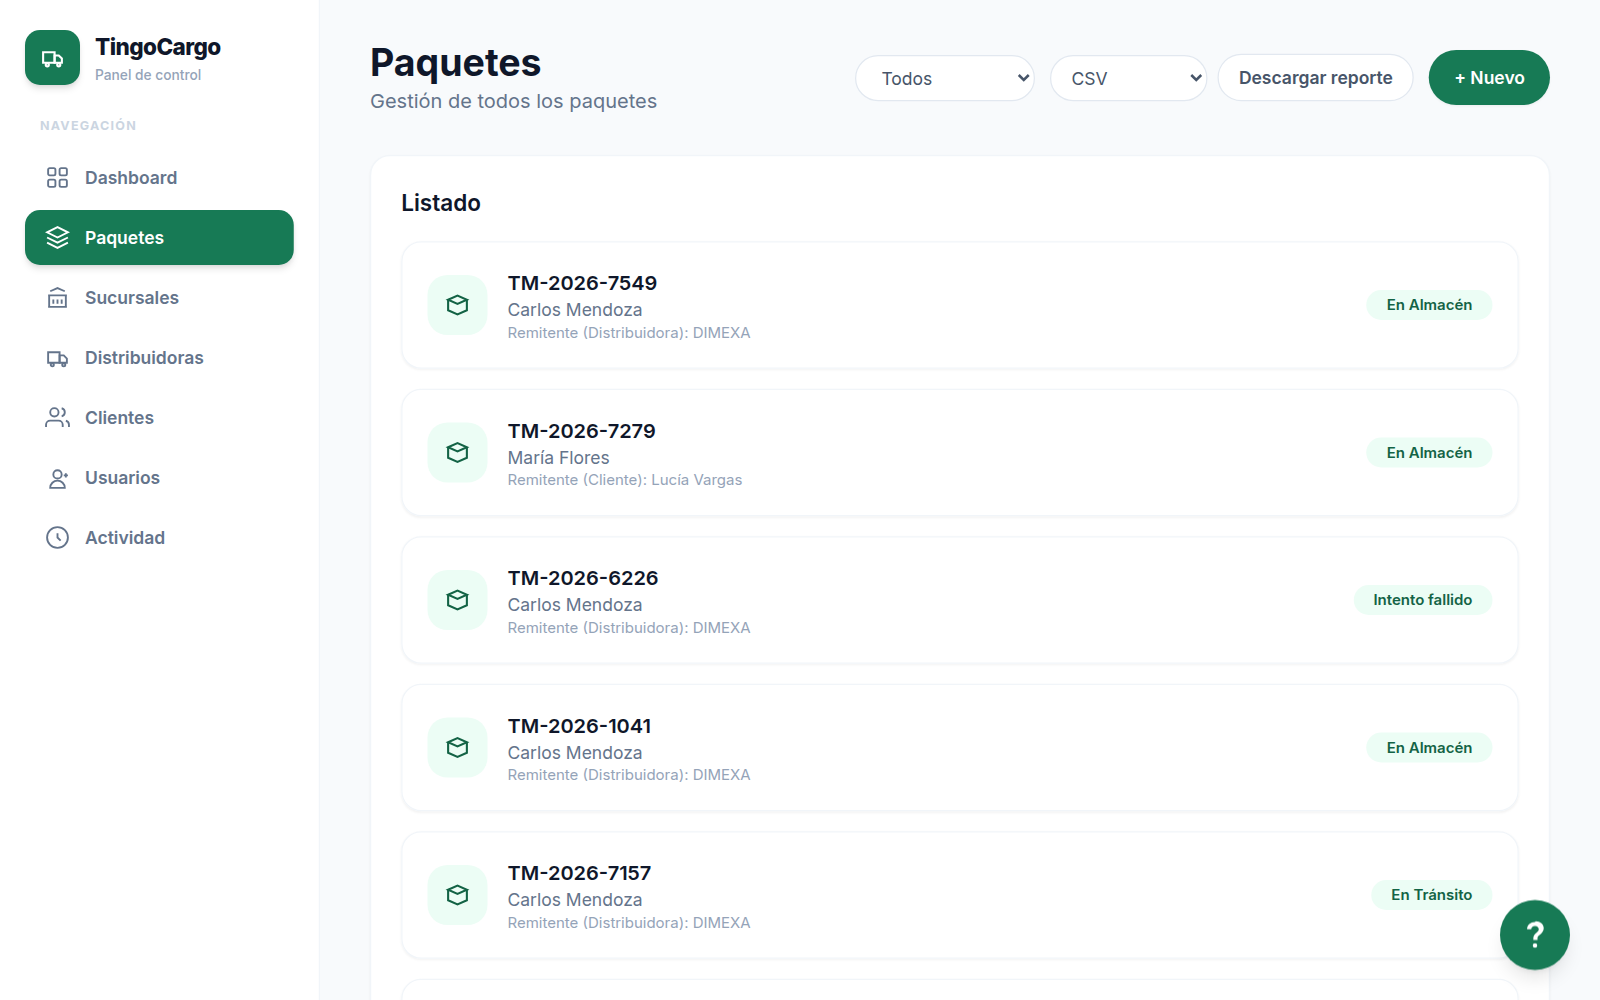 TingoCargo
Panel de control
NAVEGACIÓN
Dashboard
Paquetes
Sucursales
Distribuidoras
Clientes
Usuarios
Actividad
Paquetes
Gestión de todos los paquetes
Todos
CSV
Descargar reporte
+ Nuevo
Listado
TM-2026-7549
Carlos Mendoza
Remitente (Distribuidora): DIMEXA
En Almacén
TM-2026-7279
María Flores
Remitente (Cliente): Lucía Vargas
En Almacén
TM-2026-6226
Carlos Mendoza
Remitente (Distribuidora): DIMEXA
Intento fallido
TM-2026-1041
Carlos Mendoza
Remitente (Distribuidora): DIMEXA
En Almacén
TM-2026-7157
Carlos Mendoza
Remitente (Distribuidora): DIMEXA
En Tránsito
?